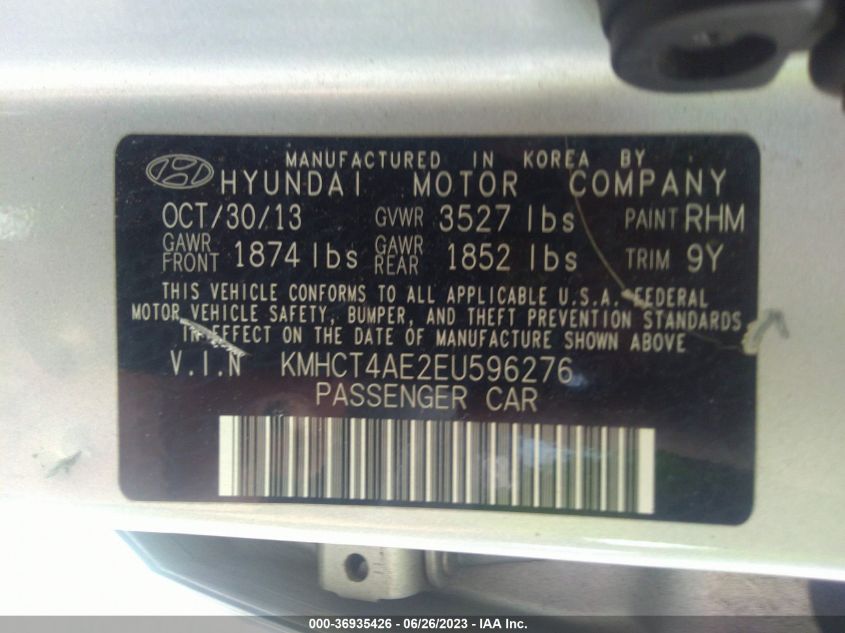 MANUFACTURED IN KOREA BY
HYUNDAI MOTOR COMPANY
OCT/30/13 GVWR 3527 lbs PAINT RHM
GAWR FRONT 1874 lbs GAWR REAR 1852 lbs TRIM 9Y
THIS VEHICLE CONFORMS TO ALL APPLICABLE U.S.A. FEDERAL
MOTOR VEHICLE SAFETY, BUMPER, AND THEFT PREVENTION STANDARDS
IN EFFECT ON THE DATE OF MANUFACTURE SHOWN ABOVE
V.I.N KMHCT4AE2EU596276
PASSENGER CAR
000-36935426 - 06/26/2023 - IAA Inc.